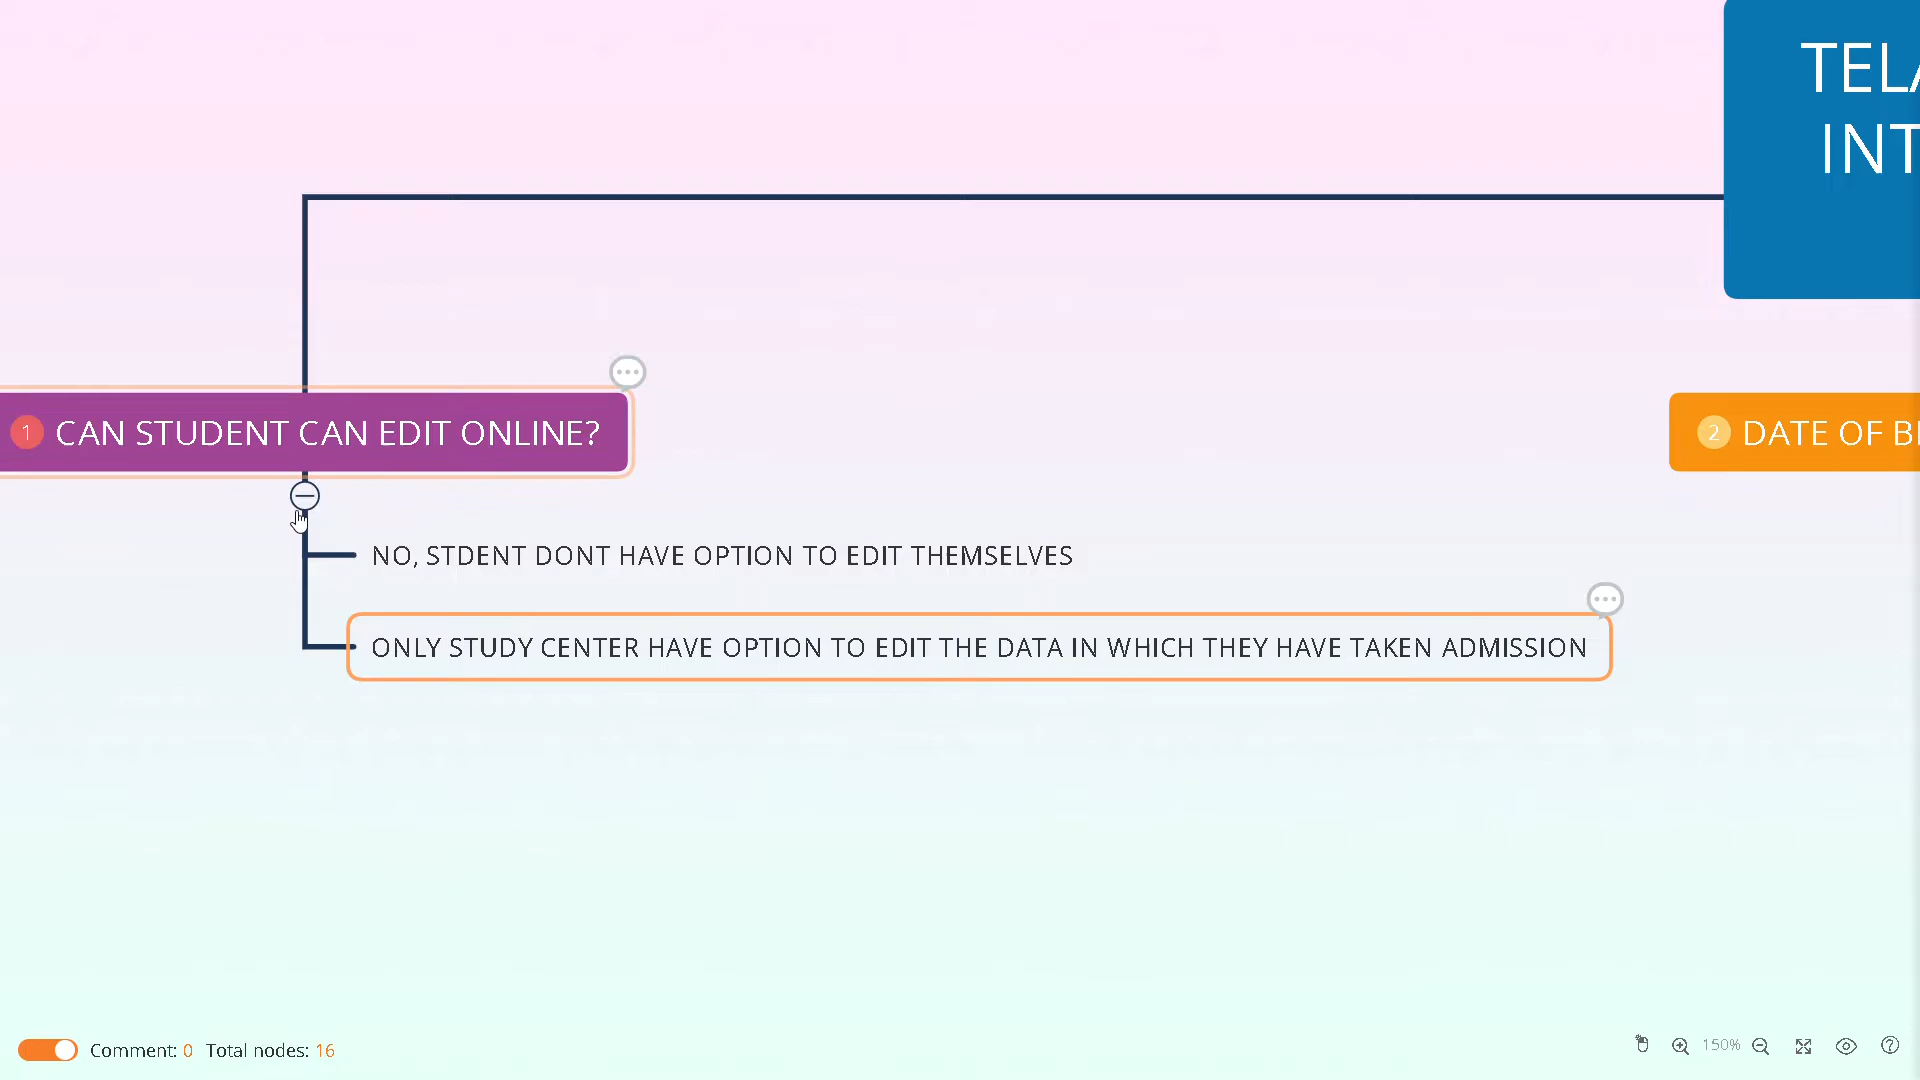 TELA
INT
1 CAN STUDENT CAN EDIT ONLINE?
2 DATE OF BI
NO, STDENT DONT HAVE OPTION TO EDIT THEMSELVES
ONLY STUDY CENTER HAVE OPTION TO EDIT THE DATA IN WHICH THEY HAVE TAKEN ADMISSION
Comment: 0 Total nodes: 16
150%